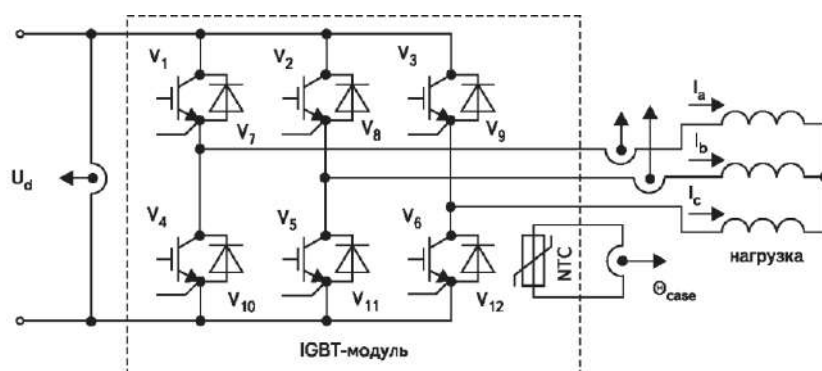 V1
V2
V3
V7
V8
V9
Ia
Ib
Ic
Ud
V4
V5
V6
V10
V11
V12
NTC
Θcase
нагрузка
IGBT-модуль